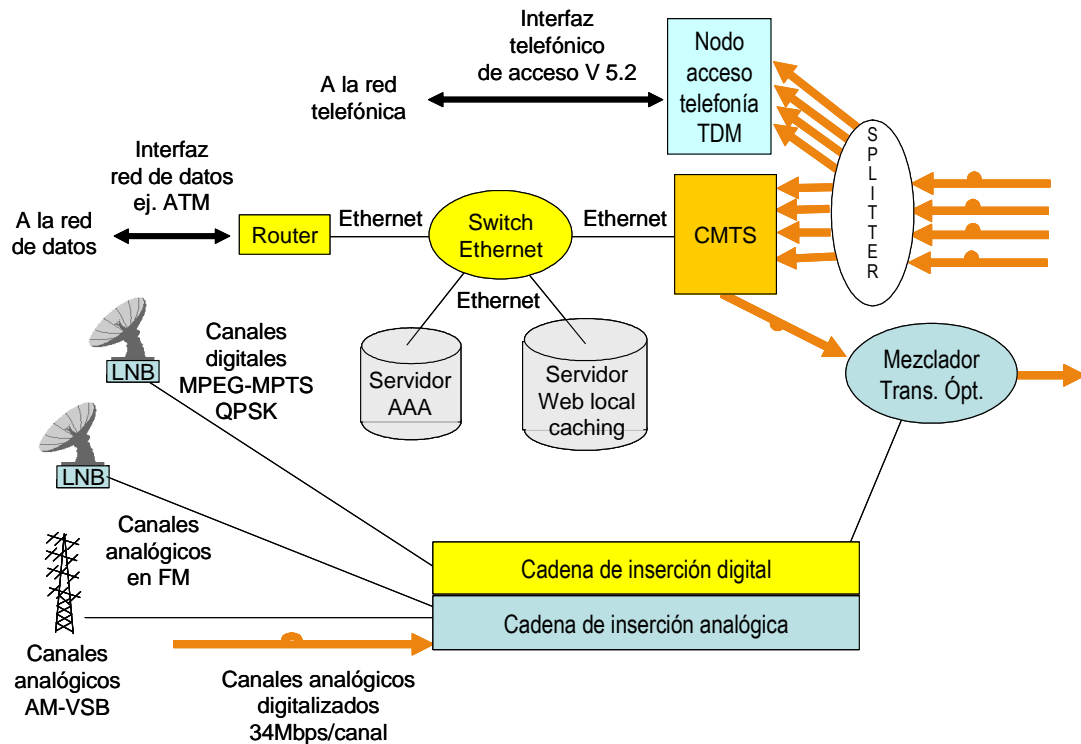 Interfaz
telefónico
de acceso V 5.2
Nodo
acceso
telefonía
TDM
A la red
telefónica
SPLITTER
Interfaz
red de datos
ej. ATM
A la red
de datos
Router
Ethernet
Switch
Ethernet
Ethernet
CMTS
Ethernet
Servidor
AAA
Servidor
Web local
caching
Mezclador
Trans. Ópt.
LNB
Canales
digitales
MPEG-MPTS
QPSK
LNB
Canales
analógicos
en FM
Cadena de inserción digital
Cadena de inserción analógica
Canales
analógicos
AM-VSB
Canales analógicos
digitalizados
34Mbps/canal